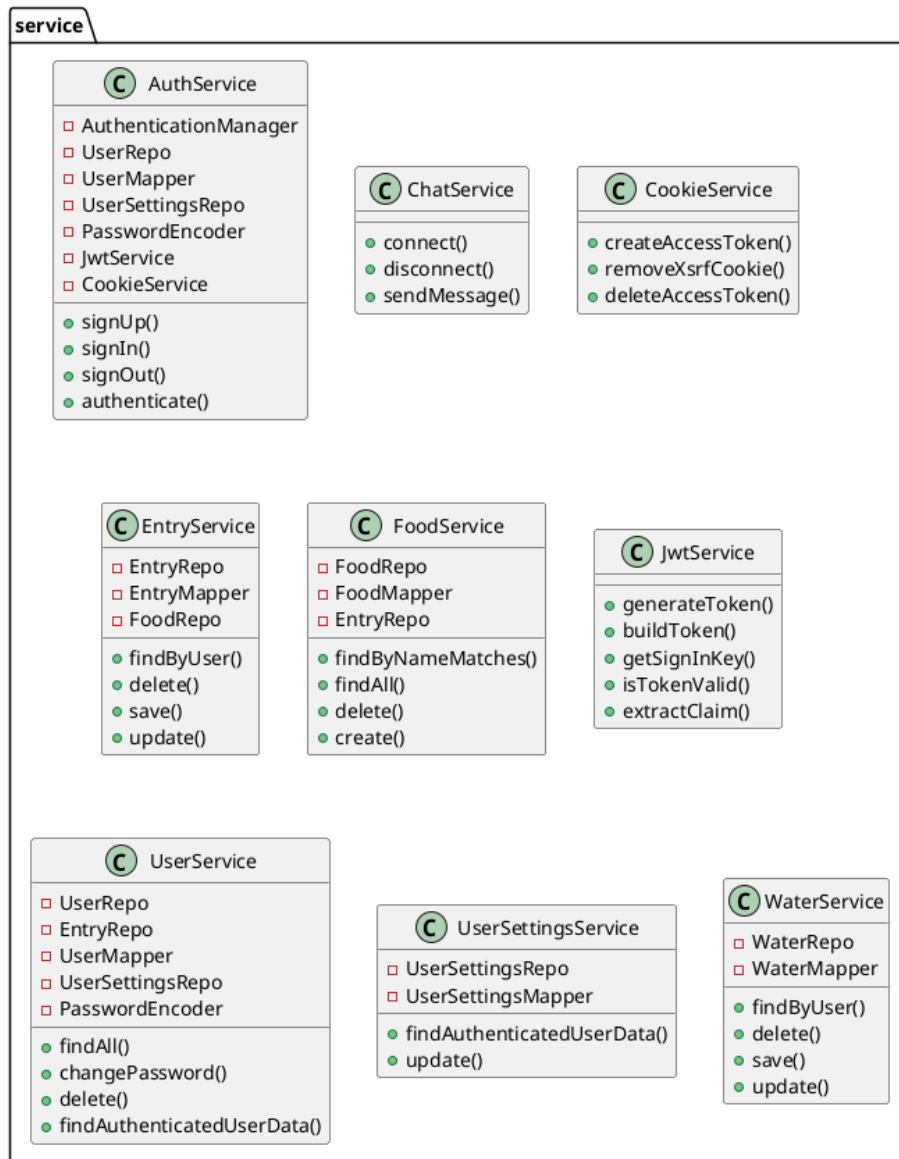 service
C AuthService
AuthenticationManager
UserRepo
UserMapper
UserSettingsRepo
PasswordEncoder
JwtService
CookieService
signUp()
signIn()
signOut()
authenticate()
C ChatService
connect()
disconnect()
sendMessage()
C CookieService
createAccessToken()
removeXsrfCookie()
deleteAccessToken()
C EntryService
EntryRepo
EntryMapper
FoodRepo
findByUser()
delete()
save()
update()
C FoodService
FoodRepo
FoodMapper
EntryRepo
findByNameMatches()
findAll()
delete()
create()
C JwtService
generateToken()
buildToken()
getSignInKey()
isTokenValid()
extractClaim()
C UserService
UserRepo
EntryRepo
UserMapper
UserSettingsRepo
PasswordEncoder
findAll()
changePassword()
delete()
findAuthenticatedUserData()
C UserSettingsService
UserSettingsRepo
UserSettingsMapper
findAuthenticatedUserData()
update()
C WaterService
WaterRepo
WaterMapper
findByUser()
delete()
save()
update()